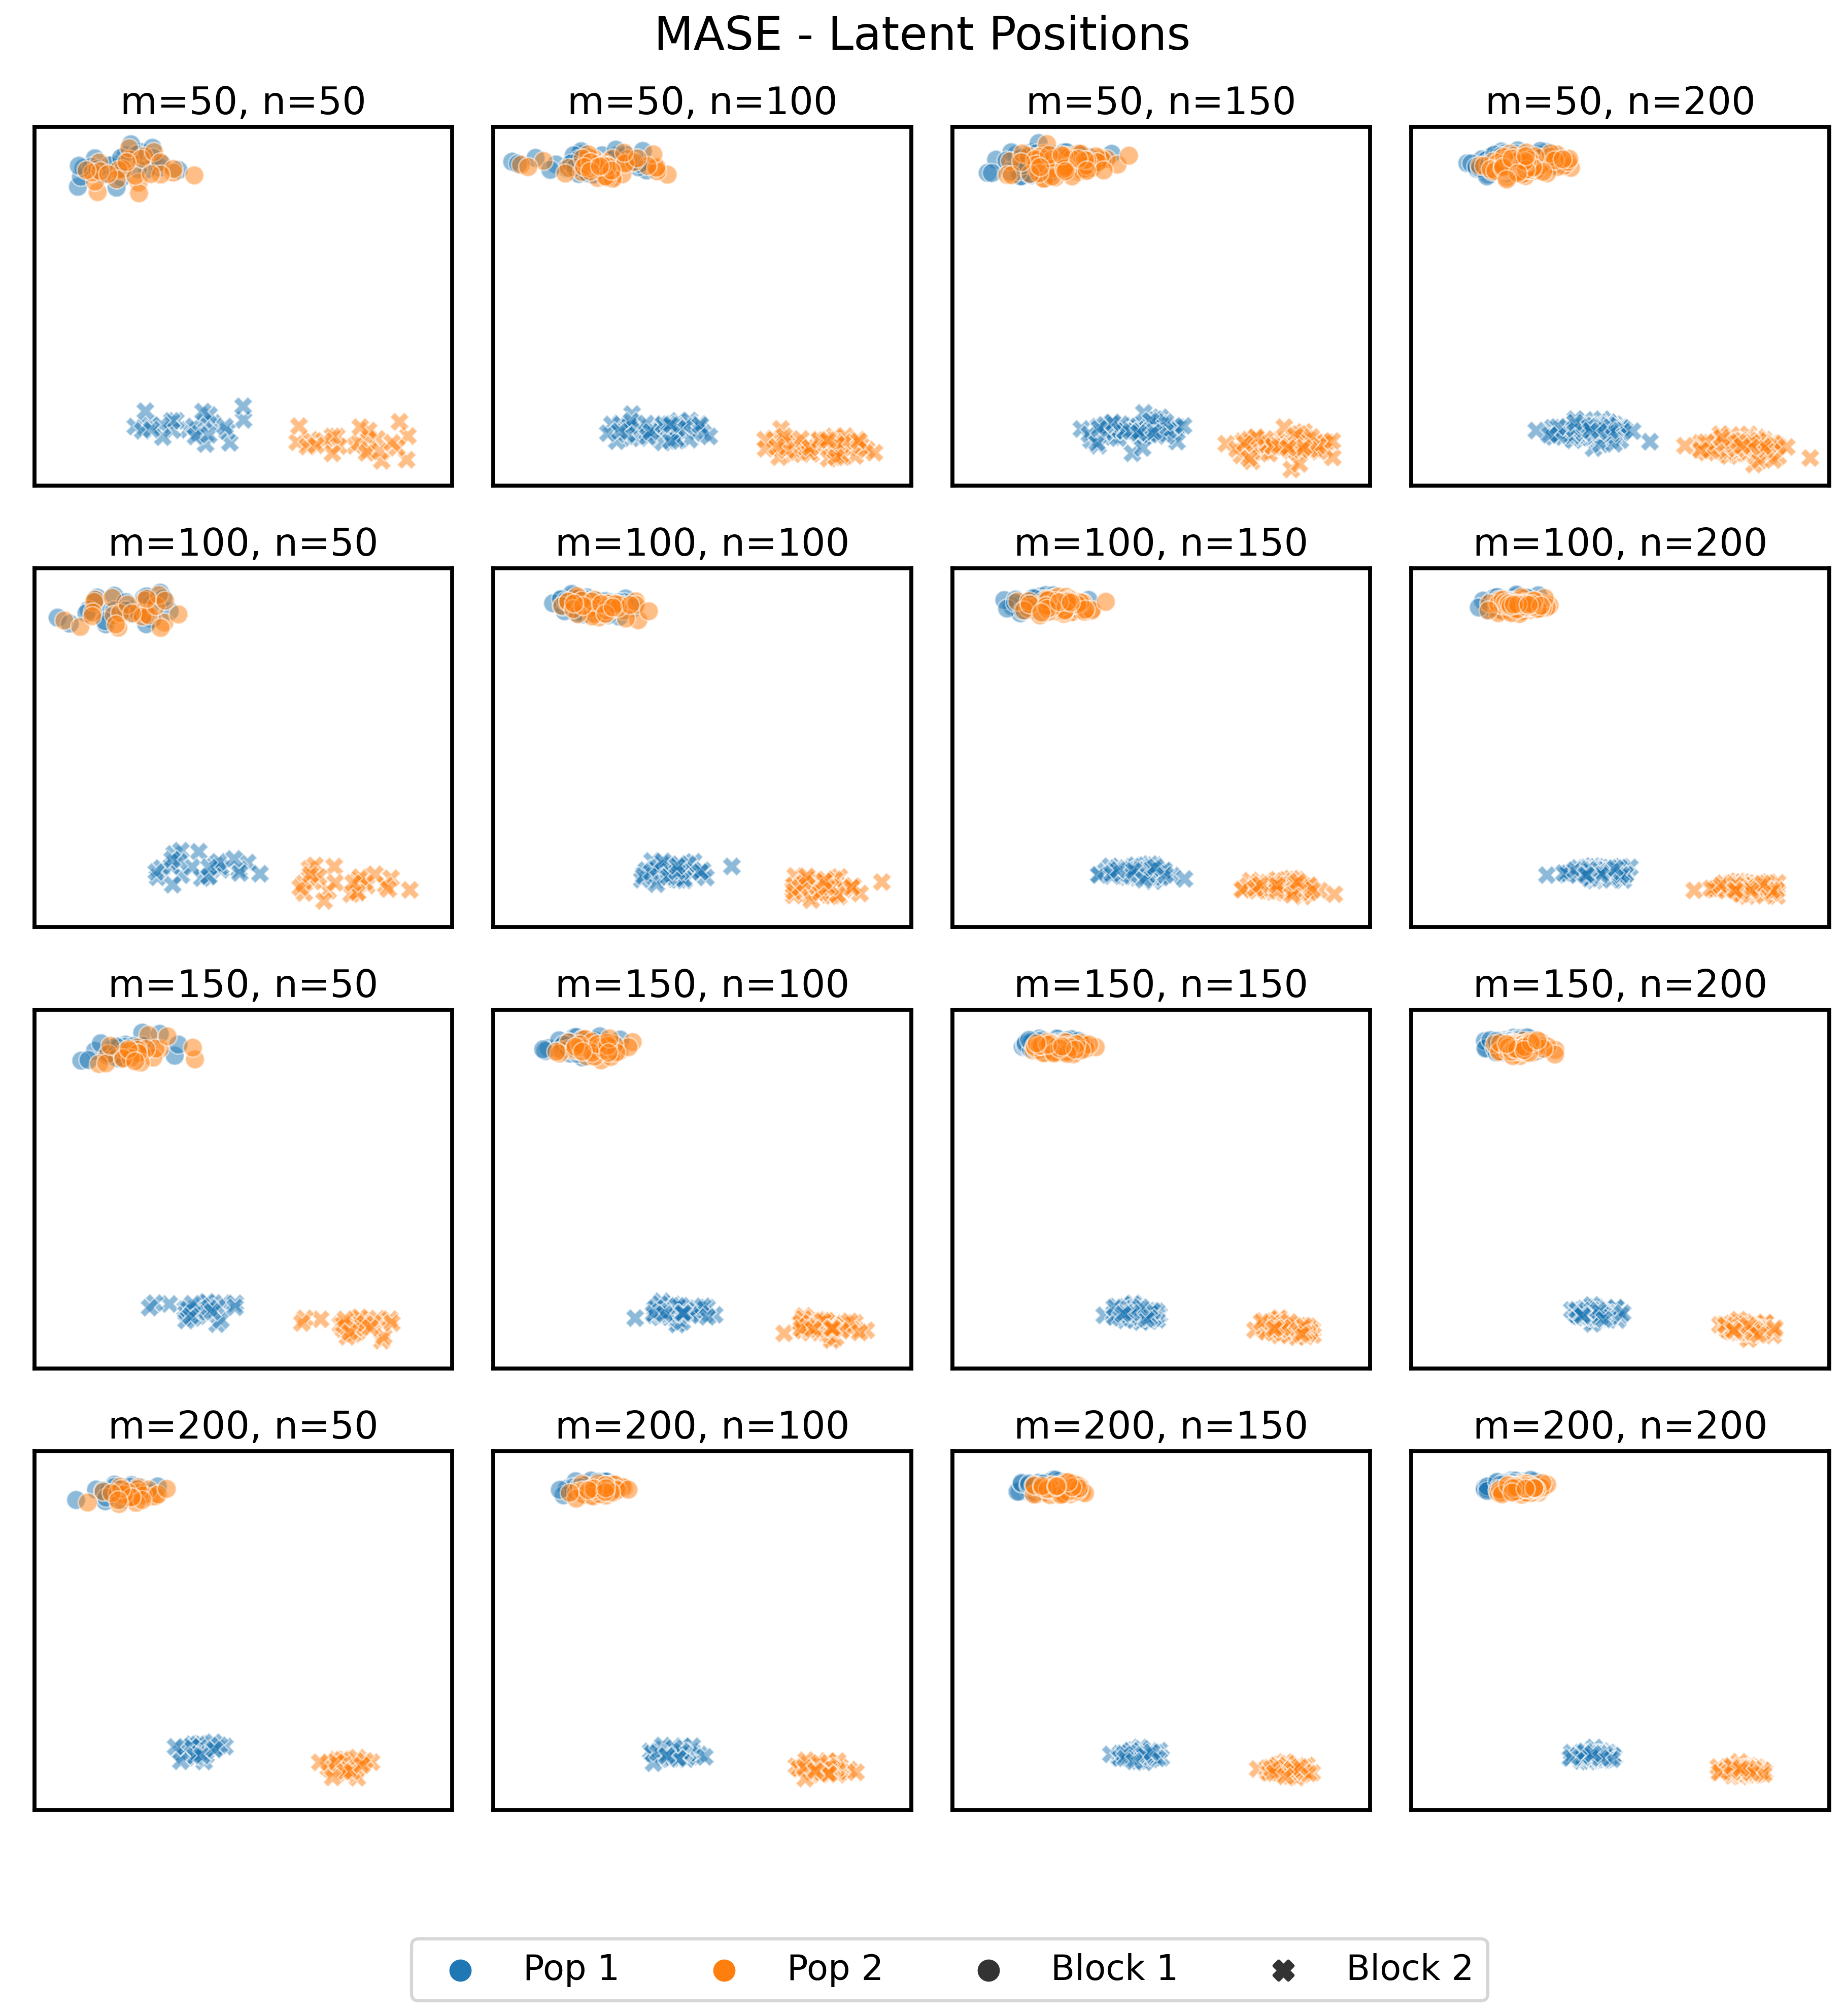 MASE - Latent Positions
m=50, n=50
m=50, n=100
m=50, n=150
m=50, n=200
m=100, n=50
m=100, n=100
m=100, n=150
m=100, n=200
m=150, n=50
m=150, n=100
m=150, n=150
m=150, n=200
m=200, n=50
m=200, n=100
m=200, n=150
m=200, n=200
Pop 1 Pop 2 Block 1 Block 2